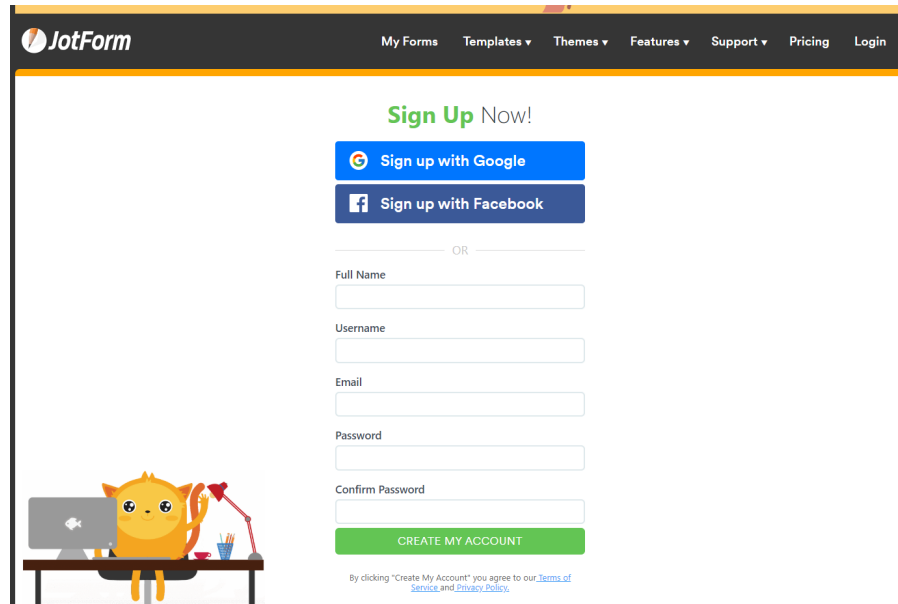 JotForm
My Forms Templates ▾ Themes ▾ Features ▾ Support ▾ Pricing Login
Sign Up Now!
Sign up with Google
Sign up with Facebook
OR
Full Name
Username
Email
Password
Confirm Password
CREATE MY ACCOUNT
By clicking "Create My Account" you agree to our Terms of
Service and Privacy Policy.